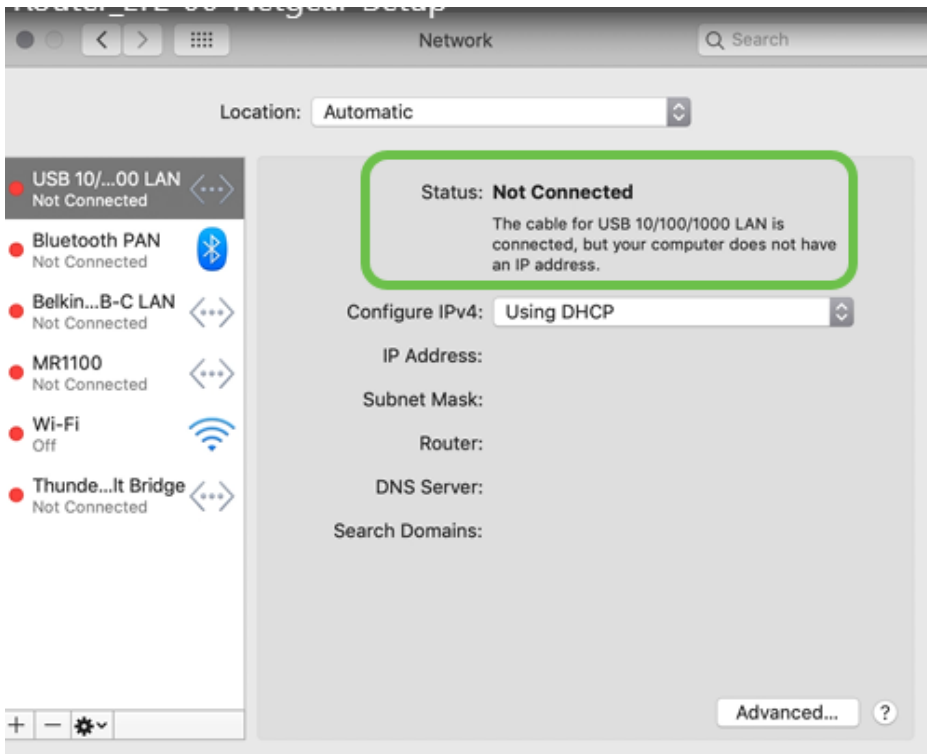 Network
Search
Location: Automatic
USB 10/...00 LAN
Not Connected
Bluetooth PAN
Not Connected
Belkin...B-C LAN
Not Connected
MR1100
Not Connected
Wi-Fi
Off
Thunde...lt Bridge
Not Connected
Status: Not Connected
The cable for USB 10/100/1000 LAN is
connected, but your computer does not have
an IP address.
Configure IPv4: Using DHCP
IP Address:
Subnet Mask:
Router:
DNS Server:
Search Domains:
Advanced...
?